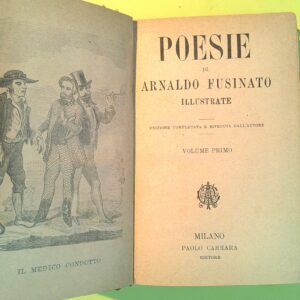 IL MEDICO CONDOTTO
POESIE
DI
ARNALDO FUSINATO
ILLUSTRATE
EDIZIONE COMPLETATA E RIVEDUTA DALL'AUTORE
VOLUME PRIMO
MILANO
PAOLO CARRARA
EDITORE